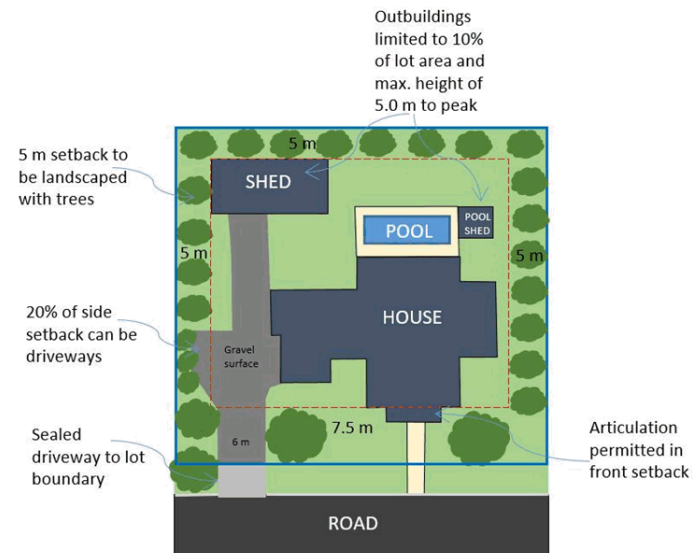 Outbuildings
limited to 10%
of lot area and
max. height of
5.0 m to peak
5 m setback to
be landscaped
with trees
5 m
SHED
POOL
POOL
SHED
5 m
5 m
HOUSE
20% of side
setback can be
driveways
Gravel
surface
7.5 m
6 m
Sealed
driveway to lot
boundary
Articulation
permitted in
front setback
ROAD